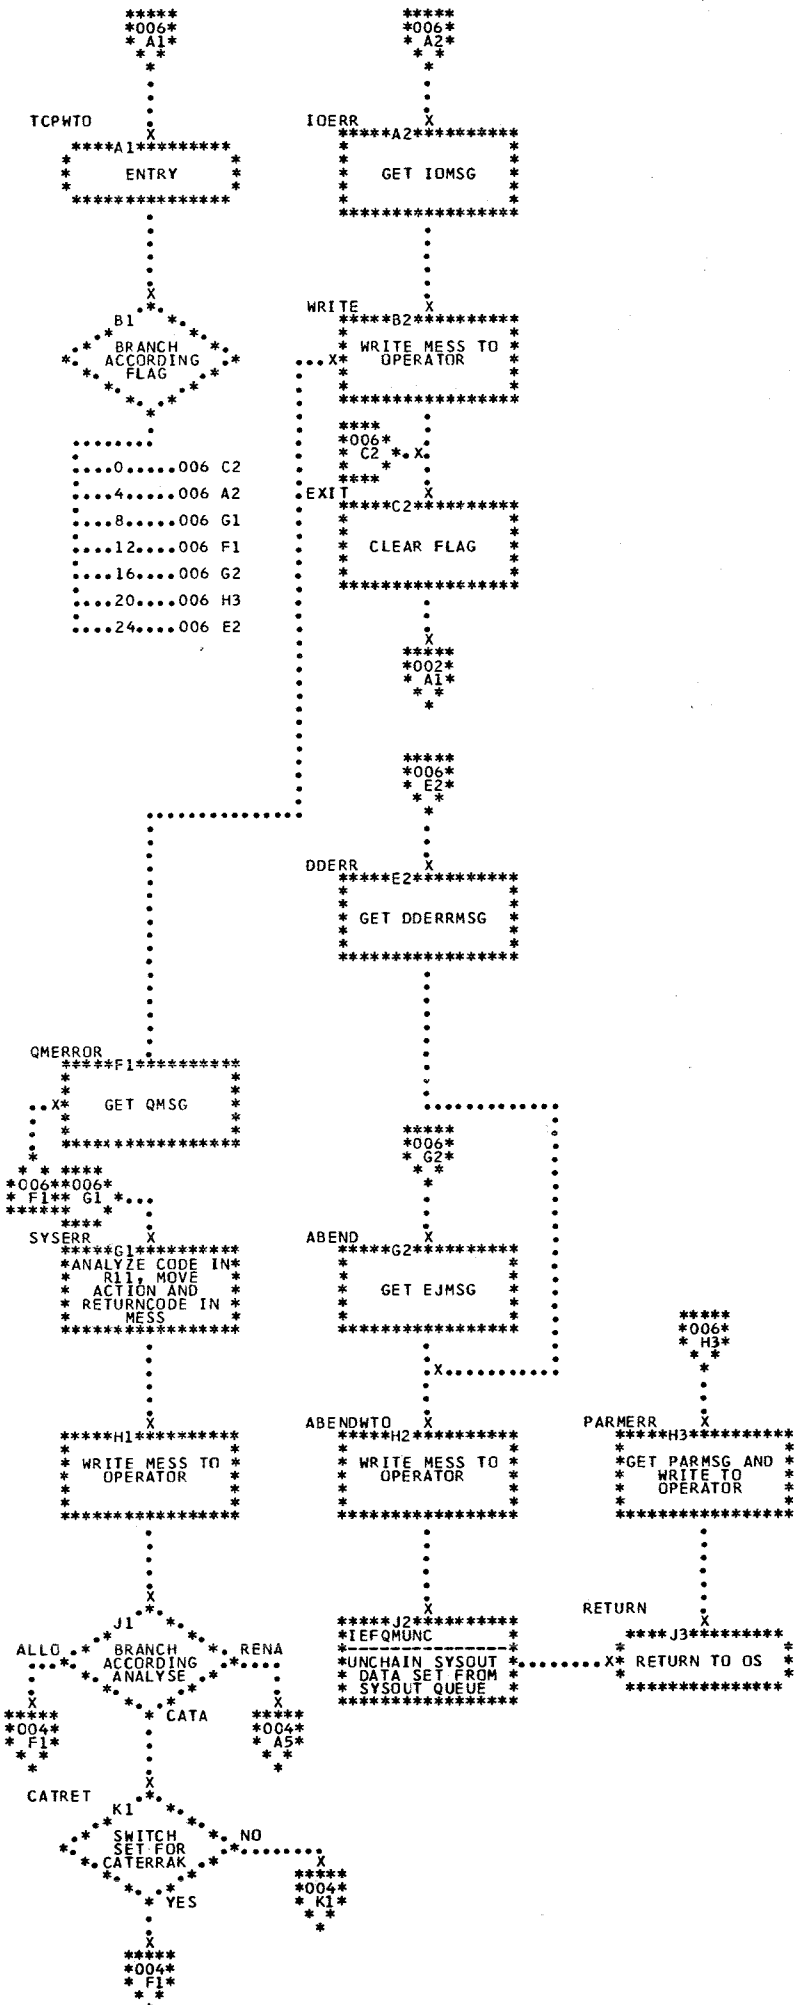 *006*
A1
*006*
A2
TCPWTO
A1
ENTRY
IOERR
A2
GET IOMSG
B1
BRANCH
ACCORDING
FLAG
WRITE
B2
WRITE MESS TO
OPERATOR
*006*
C2
....0.....006 C2
....4.....006 A2
....8.....006 G1
....12....006 F1
....16....006 G2
....20....006 H3
....24....006 E2
EXIT
C2
CLEAR FLAG
*002*
A1
*006*
E2
DDERR
E2
GET DDERRMSG
QMERROR
F1
GET QMSG
*006*
G2
*006**006*
F1** G1
SYSERR
G1
ANALYZE CODE IN
R11, MOVE
ACTION AND
RETURNCODE IN
MESS
ABEND
G2
GET EJMSG
*006*
H3
H1
WRITE MESS TO
OPERATOR
ABENDWTO
H2
WRITE MESS TO
OPERATOR
PARMERR
H3
GET PARMSG AND
WRITE TO
OPERATOR
J1
ALLO
BRANCH
ACCORDING
ANALYSE
RENA
CATA
J2
IEFQMUNC
UNCHAIN SYSOUT
DATA SET FROM
SYSOUT QUEUE
RETURN
J3
RETURN TO OS
*004*
F1
*004*
A5
CATRET
K1
SWITCH
SET FOR
CATERRAK
NO
YES
*004*
K1
*004*
F1